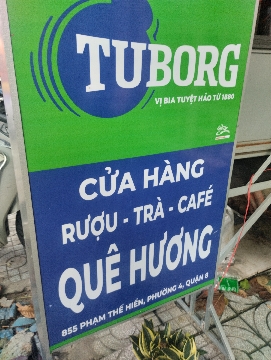 TUBORG
VỊ BIA TUYỆT HẢO TỪ 1880
CỬA HÀNG
RƯỢU - TRÀ - CAFÉ
QUÊ HƯƠNG
855 PHẠM THẾ HIỂN, PHƯỜNG 4, QUẬN 8